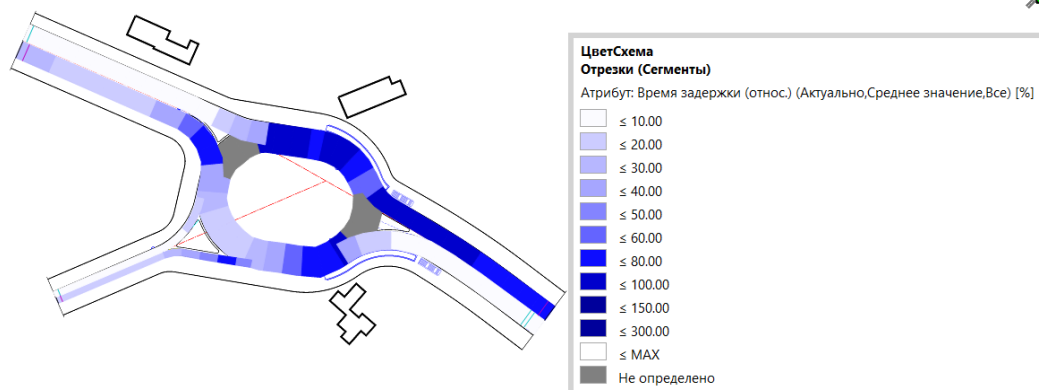 ЦветСхема
Отрезки (Сегменты)
Атрибут: Время задержки (относ.) (Актуально,Среднее значение,Все) [%]
≤ 10.00
≤ 20.00
≤ 30.00
≤ 40.00
≤ 50.00
≤ 60.00
≤ 80.00
≤ 100.00
≤ 150.00
≤ 300.00
≤ MAX
Не определено